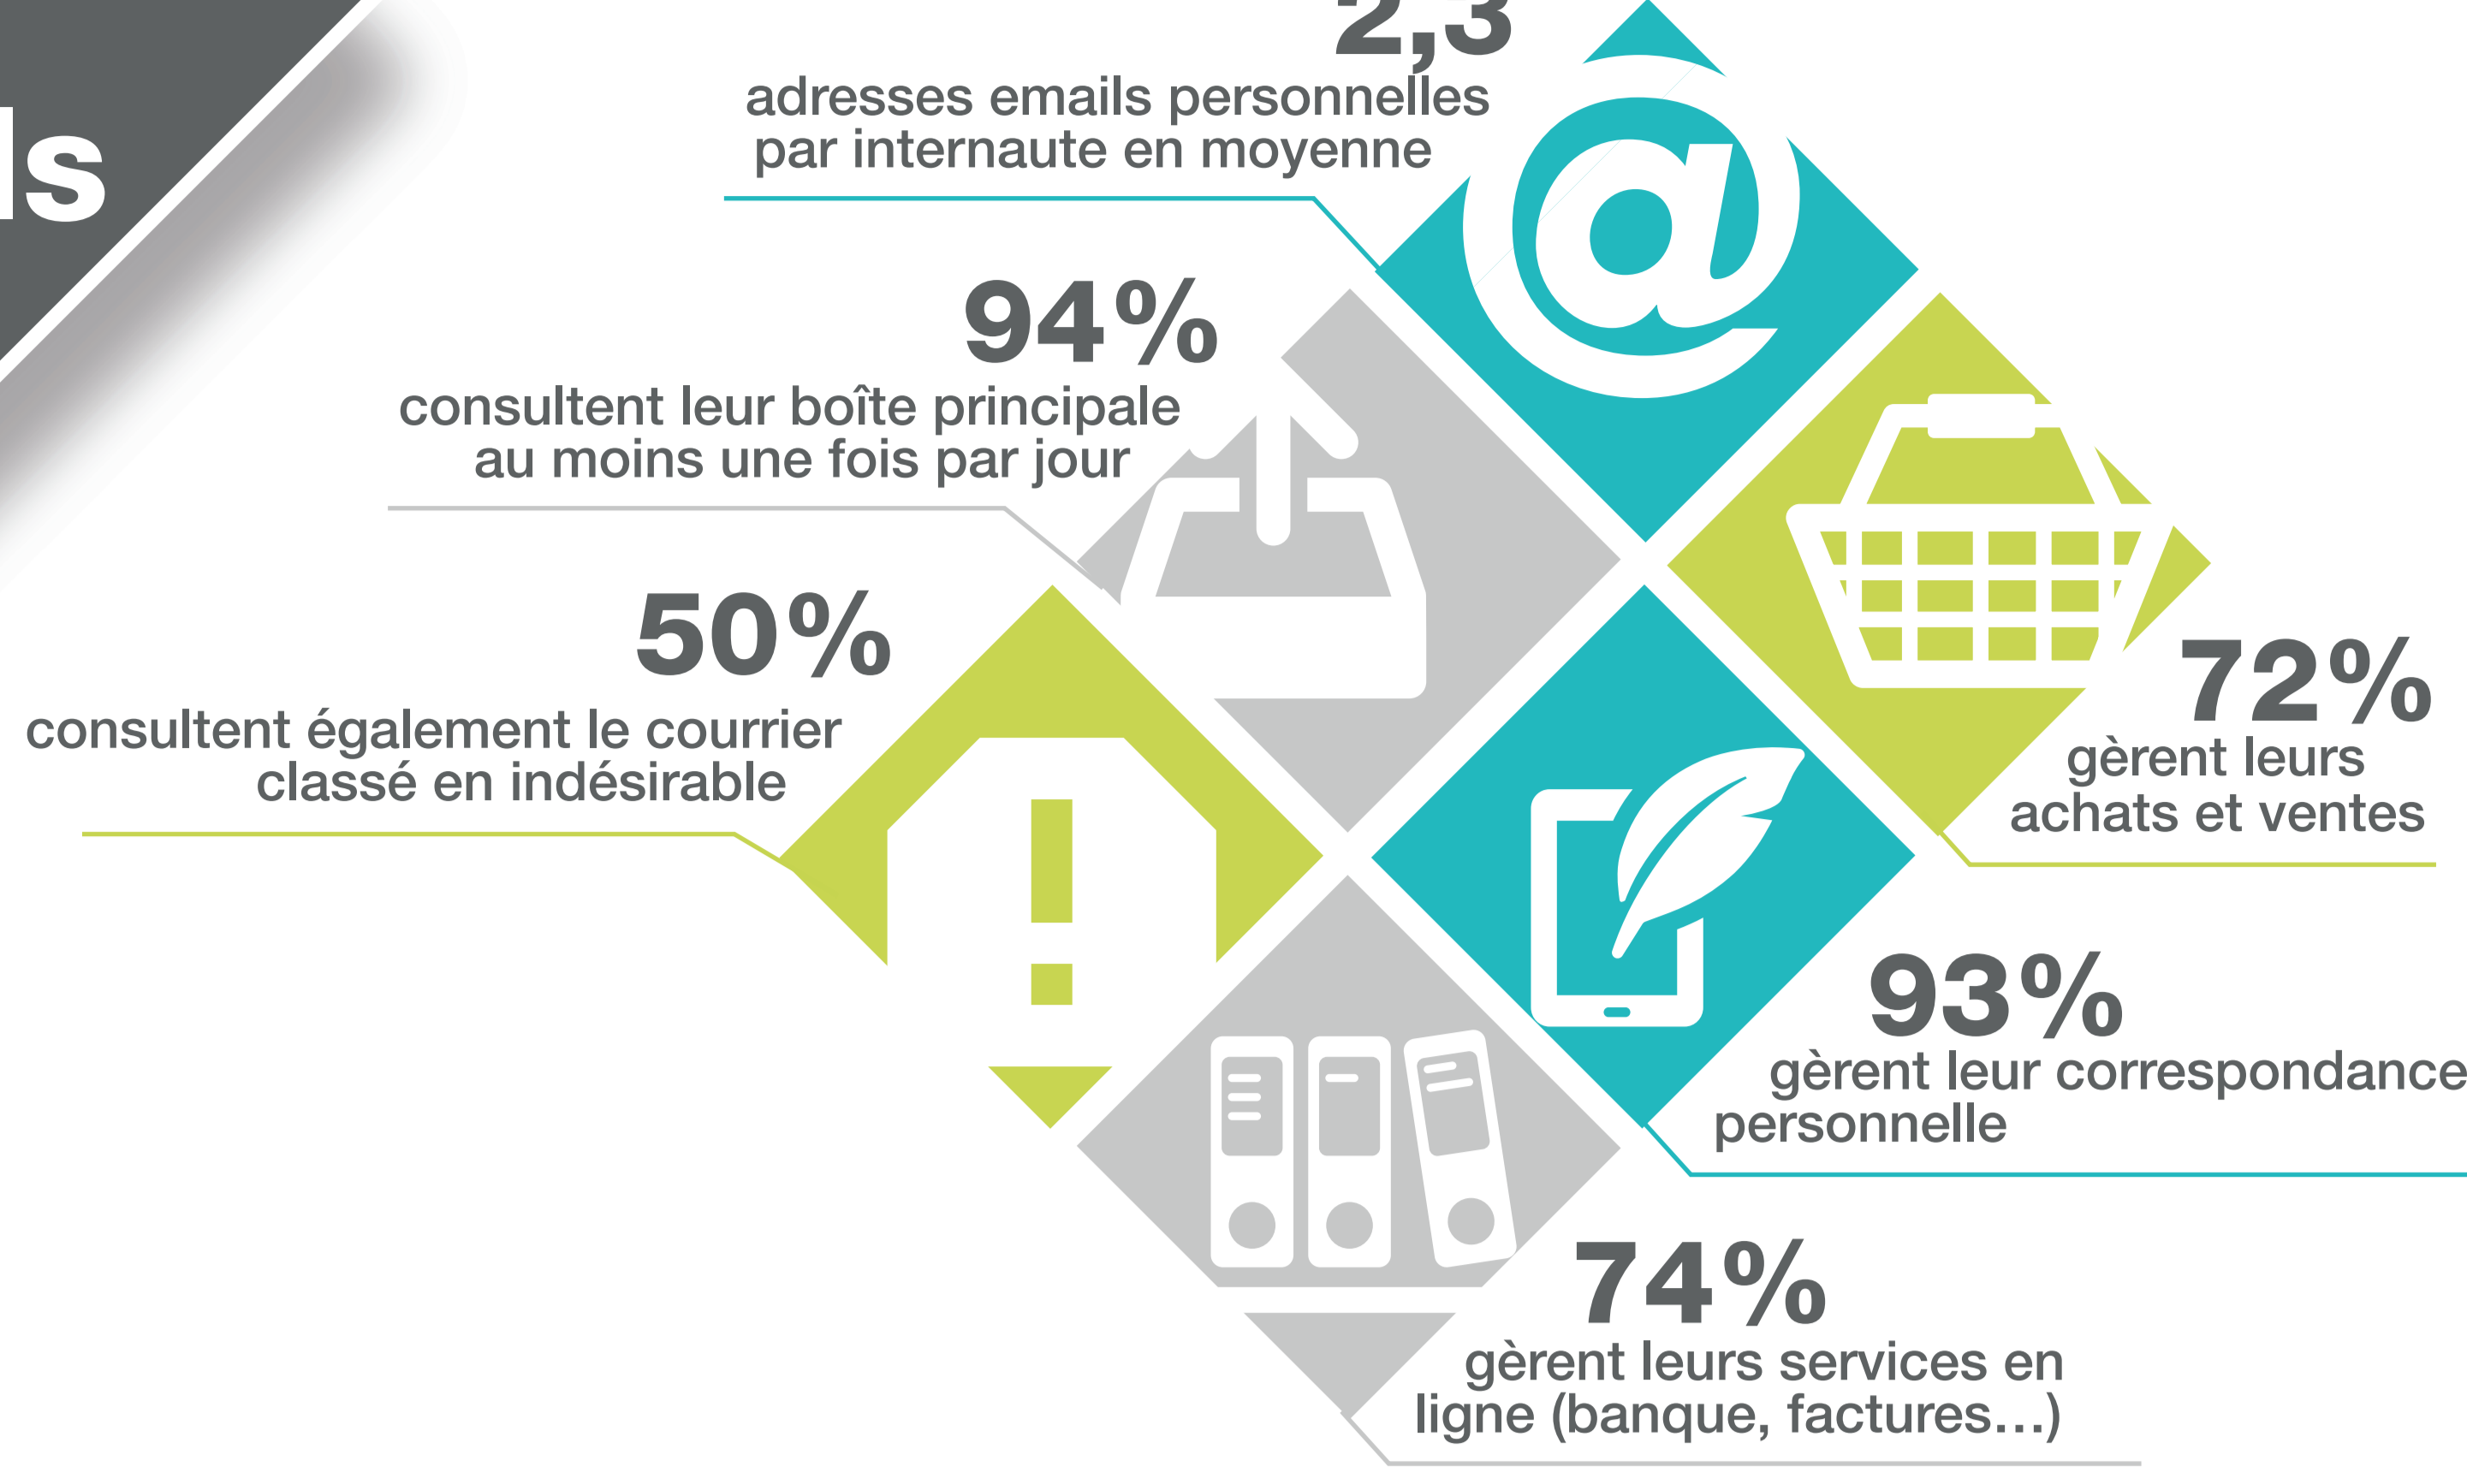 2,3
adresses emails personnelles
par internaute en moyenne
94%
consultent leur boîte principale
au moins une fois par jour
50%
consultent également le courrier
classé en indésirable
72%
gèrent leurs
achats et ventes
93%
gèrent leur correspondance
personnelle
74%
gèrent leurs services en
ligne (banque, factures...)